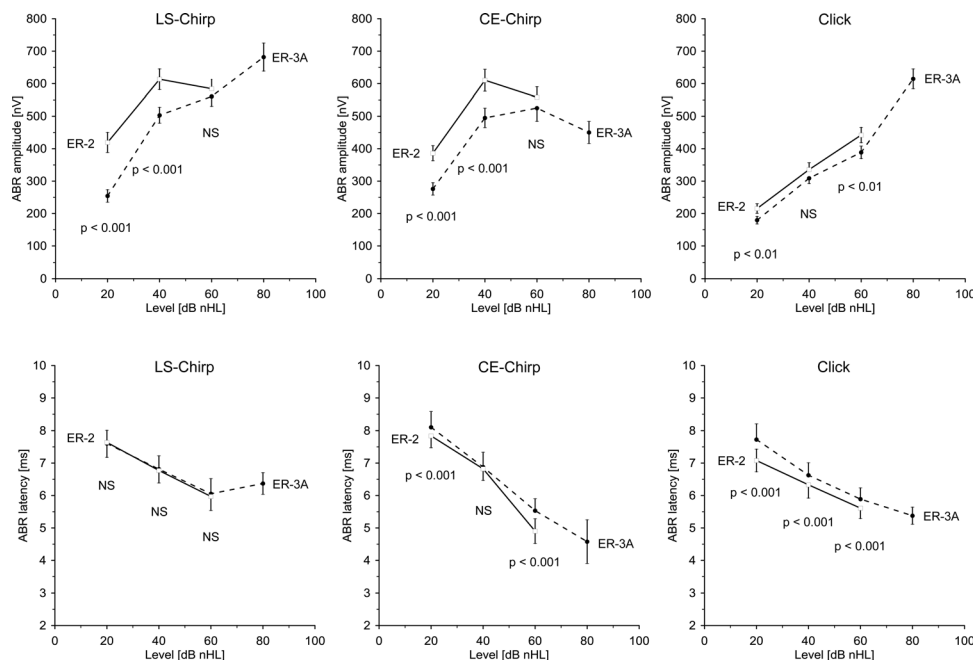 LS-Chirp
ABR amplitude [nV]
800
700
600
500
400
300
200
100
0
ER-2
ER-3A
p < 0.001
p < 0.001
NS
0 20 40 60 80 100
Level [dB nHL]
CE-Chirp
ABR amplitude [nV]
800
700
600
500
400
300
200
100
0
ER-2
ER-3A
p < 0.001
p < 0.001
NS
0 20 40 60 80 100
Level [dB nHL]
Click
ABR amplitude [nV]
800
700
600
500
400
300
200
100
0
ER-2
ER-3A
p < 0.01
NS
p < 0.01
0 20 40 60 80 100
Level [dB nHL]
LS-Chirp
ABR latency [ms]
10
9
8
7
6
5
4
3
2
ER-2
ER-3A
NS
NS
NS
0 20 40 60 80 100
Level [dB nHL]
CE-Chirp
ABR latency [ms]
10
9
8
7
6
5
4
3
2
ER-2
ER-3A
p < 0.001
NS
p < 0.001
0 20 40 60 80 100
Level [dB nHL]
Click
ABR latency [ms]
10
9
8
7
6
5
4
3
2
ER-2
ER-3A
p < 0.001
p < 0.001
p < 0.001
0 20 40 60 80 100
Level [dB nHL]